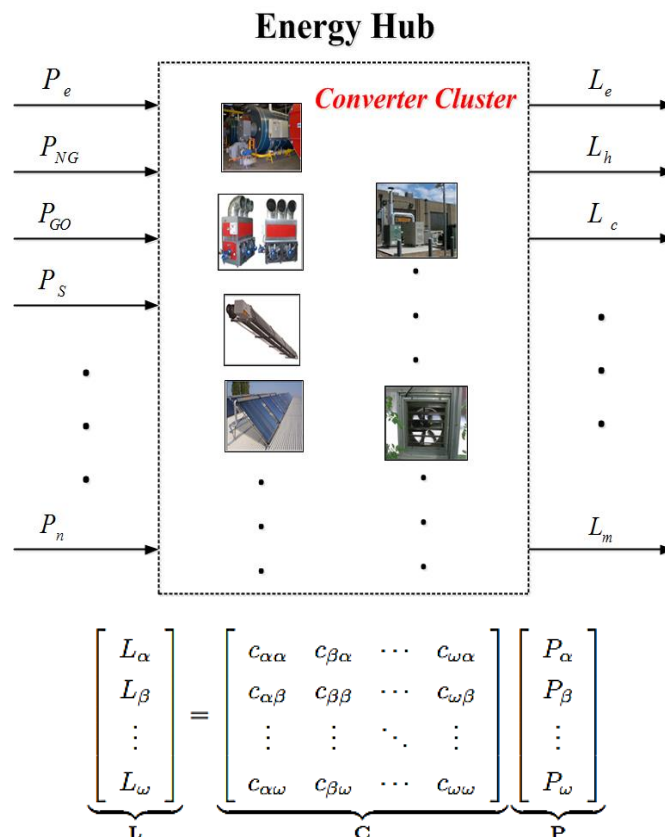 Energy Hub
Converter Cluster
P_e L_e
P_NG L_h
P_GO L_c
P_S
P_n L_m
[ L_α ] [ c_αα c_βα ⋯ c_ωα ] [ P_α ]
[ L_β ] = [ c_αβ c_ββ ⋯ c_ωβ ] [ P_β ]
[ ⋮ ] [ ⋮ ⋮ ⋱ ⋮ ] [ ⋮ ]
[ L_ω ] [ c_αω c_βω ⋯ c_ωω ] [ P_ω ]
L C P